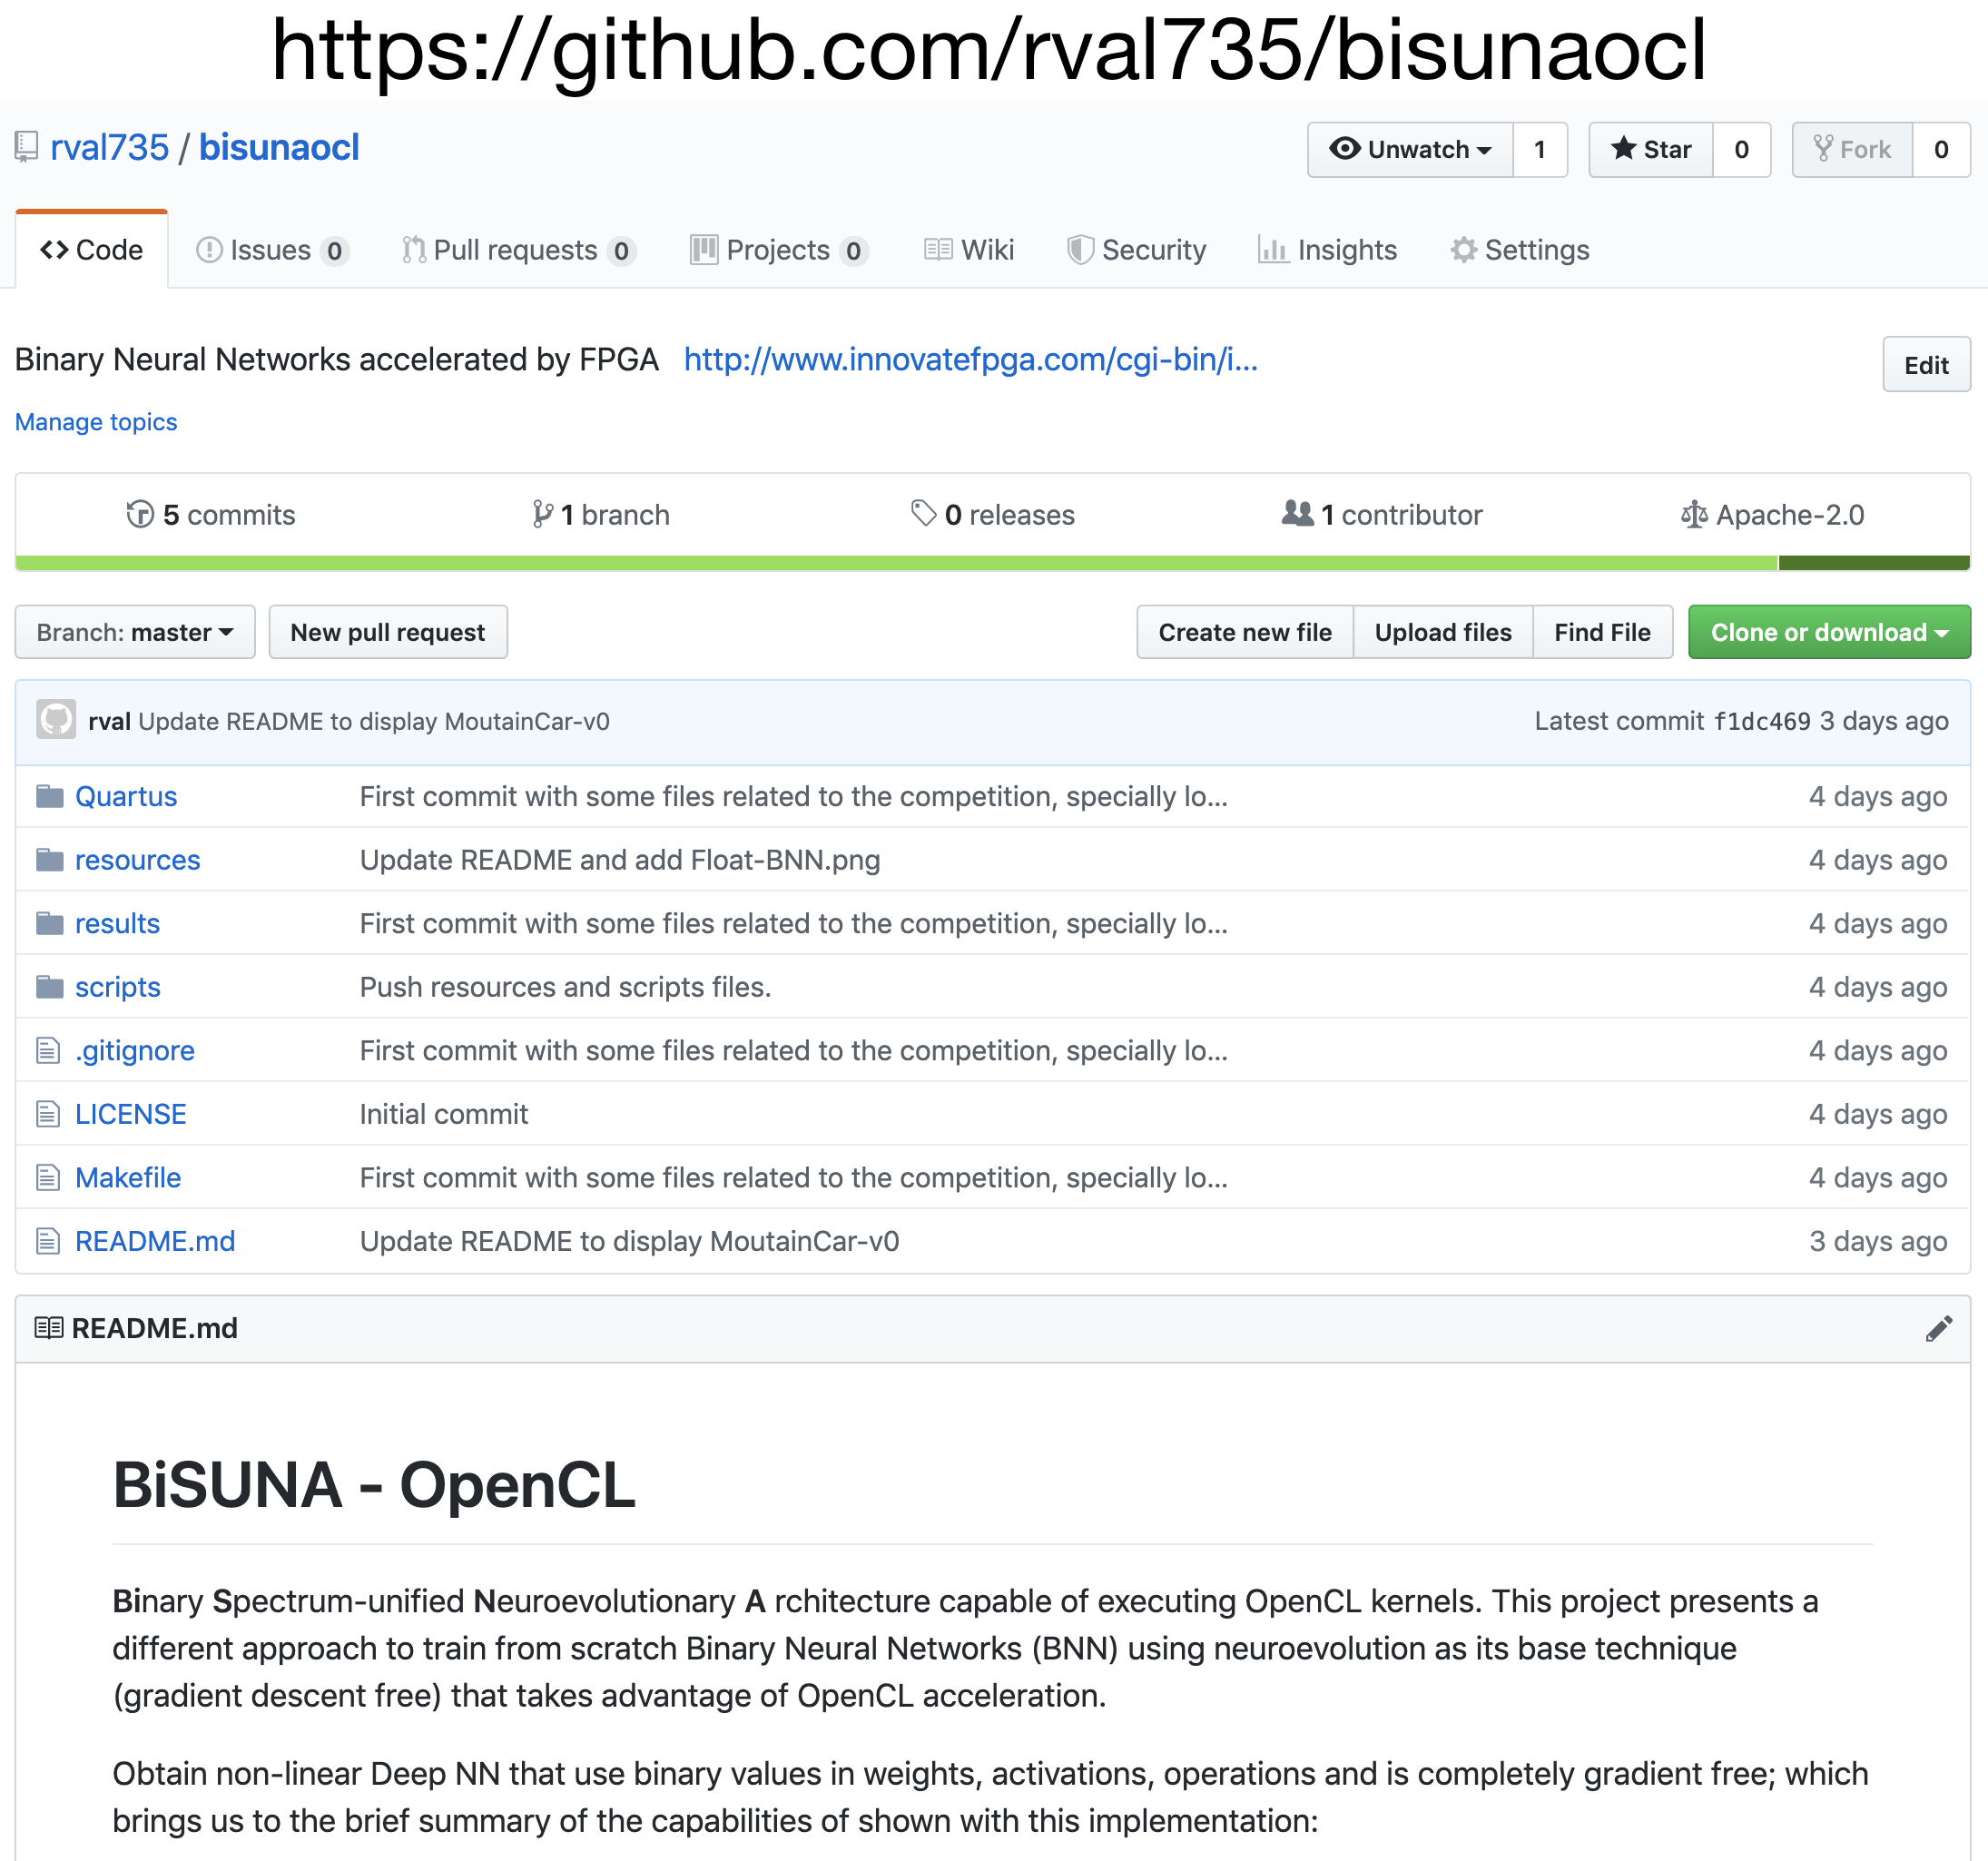 https://github.com/rval735/bisunaocl
rval735 / bisunaocl
Unwatch 1 Star 0 Fork 0
Code Issues 0 Pull requests 0 Projects 0 Wiki Security Insights Settings
Binary Neural Networks accelerated by FPGA http://www.innovatefpga.com/cgi-bin/i...
Edit
Manage topics
5 commits 1 branch 0 releases 1 contributor Apache-2.0
Branch: master New pull request Create new file Upload files Find File Clone or download
rval Update README to display MoutainCar-v0 Latest commit f1dc469 3 days ago
Quartus First commit with some files related to the competition, specially lo... 4 days ago
resources Update README and add Float-BNN.png 4 days ago
results First commit with some files related to the competition, specially lo... 4 days ago
scripts Push resources and scripts files. 4 days ago
.gitignore First commit with some files related to the competition, specially lo... 4 days ago
LICENSE Initial commit 4 days ago
Makefile First commit with some files related to the competition, specially lo... 4 days ago
README.md Update README to display MoutainCar-v0 3 days ago
README.md
BiSUNA - OpenCL
Binary Spectrum-unified Neuroevolutionary A rchitecture capable of executing OpenCL kernels. This project presents a
different approach to train from scratch Binary Neural Networks (BNN) using neuroevolution as its base technique
(gradient descent free) that takes advantage of OpenCL acceleration.
Obtain non-linear Deep NN that use binary values in weights, activations, operations and is completely gradient free; which
brings us to the brief summary of the capabilities of shown with this implementation: